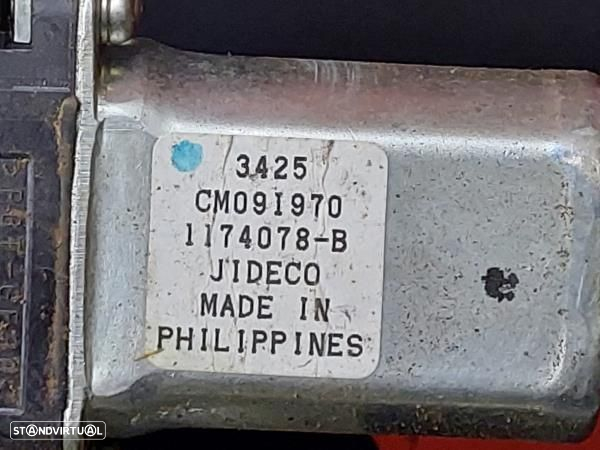 3425
CM09I970
1174078-B
JIDECO
MADE IN
PHILIPPINES
STANDVIRTUAL